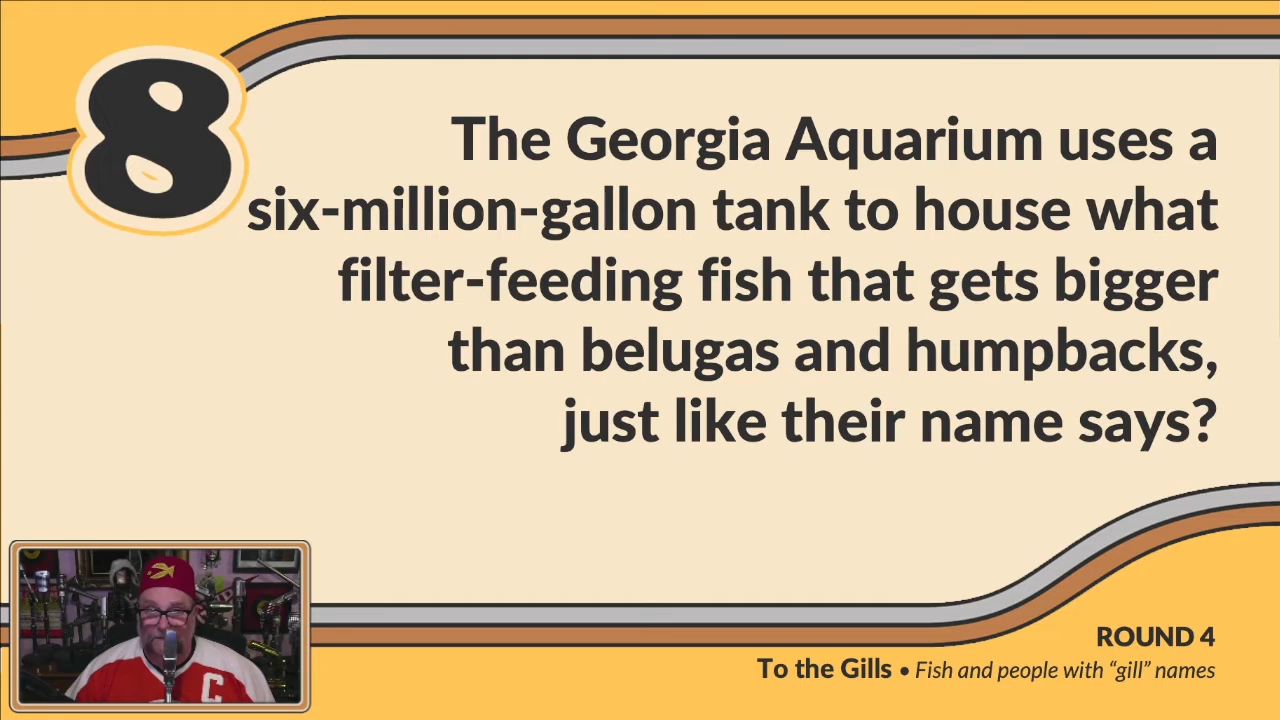 8
The Georgia Aquarium uses a
six-million-gallon tank to house what
filter-feeding fish that gets bigger
than belugas and humpbacks,
just like their name says?
C
ROUND 4
To the Gills • Fish and people with “gill” names